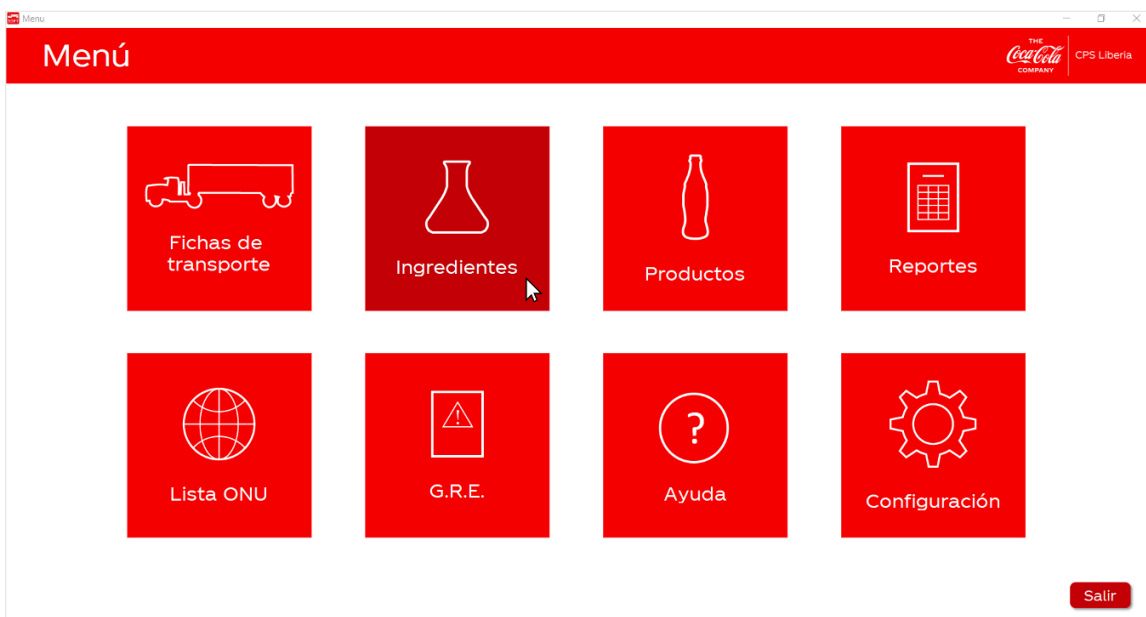 Menu
Menú
THE
Coca-Cola
COMPANY
CPS Liberia
Fichas de
transporte
Ingredientes
Productos
Reportes
Lista ONU
G.R.E.
?
Ayuda
Configuración
Salir